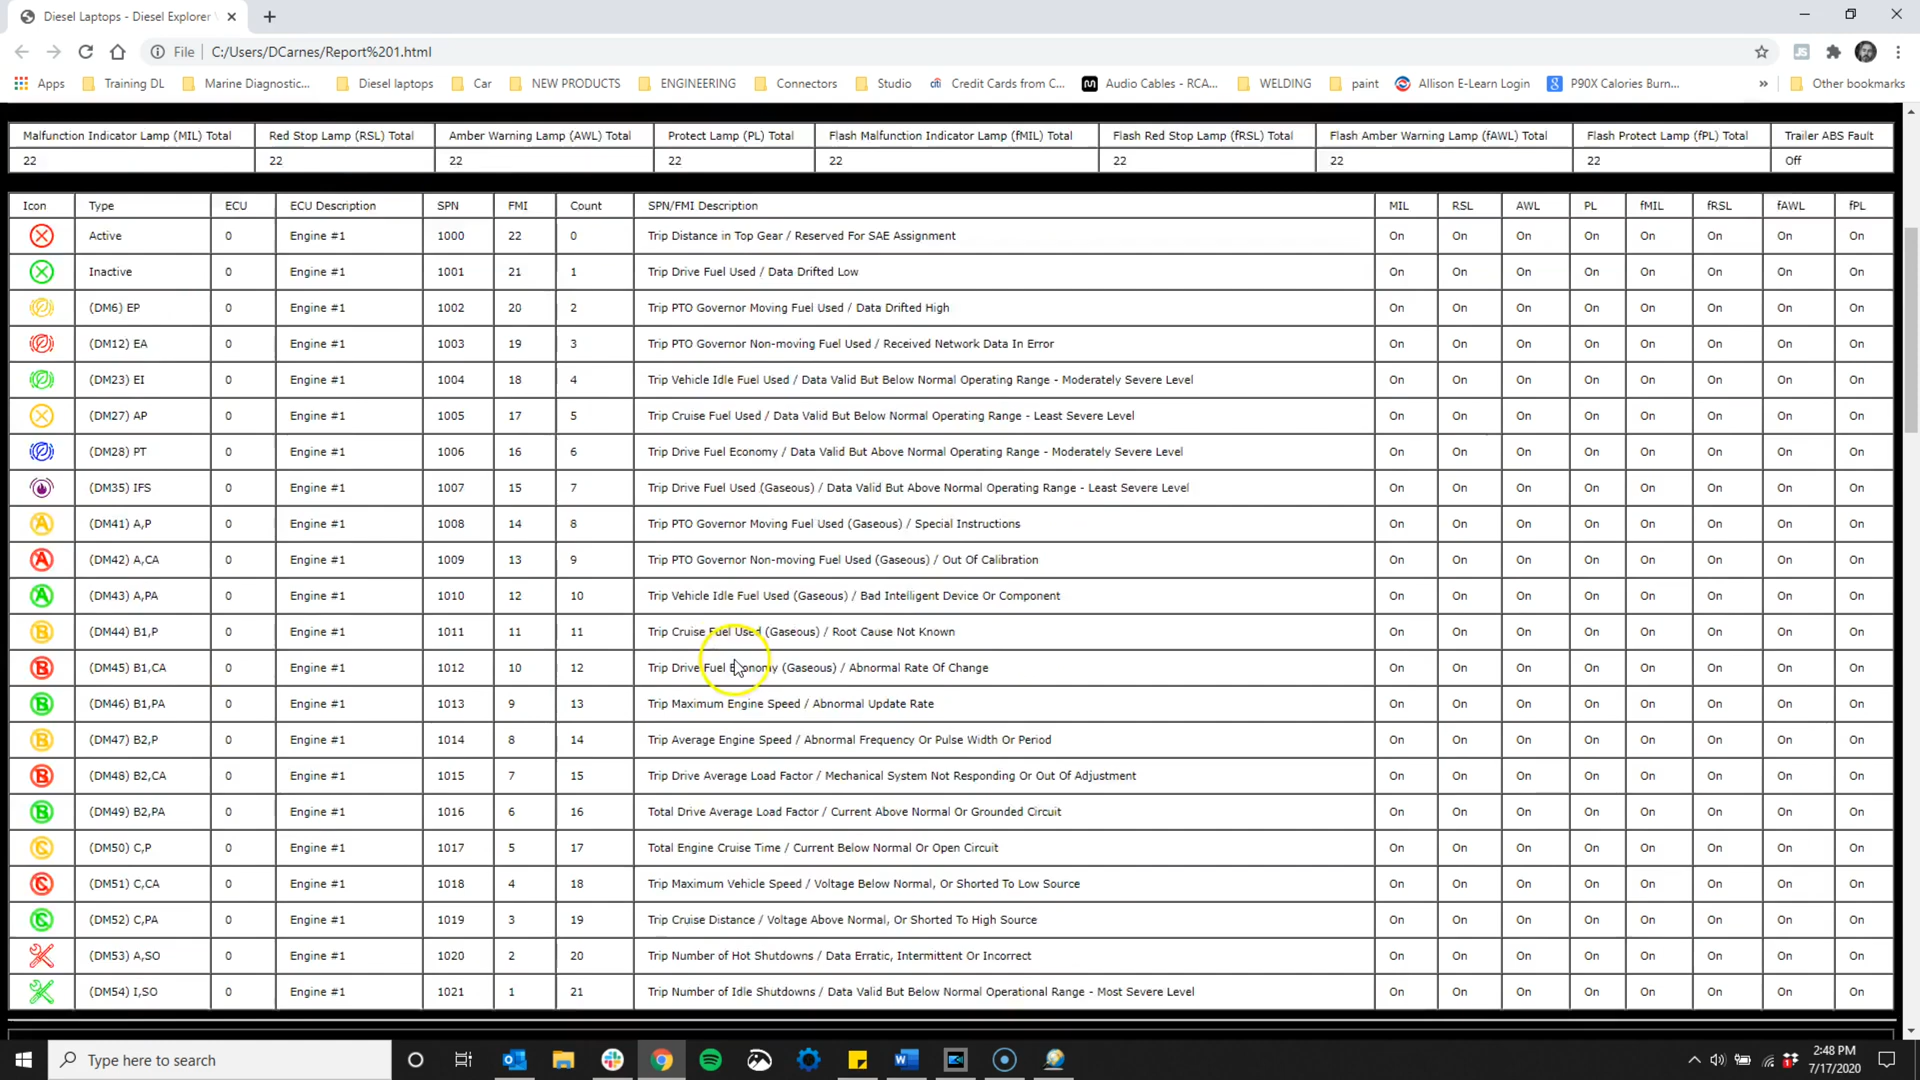 Diesel Laptops - Diesel Explorer
File C:/Users/DCarnes/Report%201.html
Apps Training DL Marine Diagnostic... Diesel laptops Car NEW PRODUCTS ENGINEERING Connectors Studio citi Credit Cards from C... Audio Cables - RCA... WELDING paint Allison E-Learn Login P90X Calories Burn... » Other bookmarks
Malfunction Indicator Lamp (MIL) Total Red Stop Lamp (RSL) Total Amber Warning Lamp (AWL) Total Protect Lamp (PL) Total Flash Malfunction Indicator Lamp (fMIL) Total Flash Red Stop Lamp (fRSL) Total Flash Amber Warning Lamp (fAWL) Total Flash Protect Lamp (fPL) Total Trailer ABS Fault
22 22 22 22 22 22 22 22 Off
Icon Type ECU ECU Description SPN FMI Count SPN/FMI Description MIL RSL AWL PL fMIL fRSL fAWL fPL
Active 0 Engine #1 1000 22 0 Trip Distance in Top Gear / Reserved For SAE Assignment On On On On On On On On
Inactive 0 Engine #1 1001 21 1 Trip Drive Fuel Used / Data Drifted Low On On On On On On On On
(DM6) EP 0 Engine #1 1002 20 2 Trip PTO Governor Moving Fuel Used / Data Drifted High On On On On On On On On
(DM12) EA 0 Engine #1 1003 19 3 Trip PTO Governor Non-moving Fuel Used / Received Network Data In Error On On On On On On On On
(DM23) EI 0 Engine #1 1004 18 4 Trip Vehicle Idle Fuel Used / Data Valid But Below Normal Operating Range - Moderately Severe Level On On On On On On On On
(DM27) AP 0 Engine #1 1005 17 5 Trip Cruise Fuel Used / Data Valid But Below Normal Operating Range - Least Severe Level On On On On On On On On
(DM28) PT 0 Engine #1 1006 16 6 Trip Drive Fuel Economy / Data Valid But Above Normal Operating Range - Moderately Severe Level On On On On On On On On
(DM35) IFS 0 Engine #1 1007 15 7 Trip Drive Fuel Used (Gaseous) / Data Valid But Above Normal Operating Range - Least Severe Level On On On On On On On On
A (DM41) A,P 0 Engine #1 1008 14 8 Trip PTO Governor Moving Fuel Used (Gaseous) / Special Instructions On On On On On On On On
A (DM42) A,CA 0 Engine #1 1009 13 9 Trip PTO Governor Non-moving Fuel Used (Gaseous) / Out Of Calibration On On On On On On On On
A (DM43) A,PA 0 Engine #1 1010 12 10 Trip Vehicle Idle Fuel Used (Gaseous) / Bad Intelligent Device Or Component On On On On On On On On
B (DM44) B1,P 0 Engine #1 1011 11 11 Trip Cruise Fuel Used (Gaseous) / Root Cause Not Known On On On On On On On On
B (DM45) B1,CA 0 Engine #1 1012 10 12 Trip Drive Fuel Economy (Gaseous) / Abnormal Rate Of Change On On On On On On On On
B (DM46) B1,PA 0 Engine #1 1013 9 13 Trip Maximum Engine Speed / Abnormal Update Rate On On On On On On On On
B (DM47) B2,P 0 Engine #1 1014 8 14 Trip Average Engine Speed / Abnormal Frequency Or Pulse Width Or Period On On On On On On On On
B (DM48) B2,CA 0 Engine #1 1015 7 15 Trip Drive Average Load Factor / Mechanical System Not Responding Or Out Of Adjustment On On On On On On On On
B (DM49) B2,PA 0 Engine #1 1016 6 16 Total Drive Average Load Factor / Current Above Normal Or Grounded Circuit On On On On On On On On
C (DM50) C,P 0 Engine #1 1017 5 17 Total Engine Cruise Time / Current Below Normal Or Open Circuit On On On On On On On On
C (DM51) C,CA 0 Engine #1 1018 4 18 Trip Maximum Vehicle Speed / Voltage Below Normal, Or Shorted To Low Source On On On On On On On On
C (DM52) C,PA 0 Engine #1 1019 3 19 Trip Cruise Distance / Voltage Above Normal, Or Shorted To High Source On On On On On On On On
(DM53) A,SO 0 Engine #1 1020 2 20 Trip Number of Hot Shutdowns / Data Erratic, Intermittent Or Incorrect On On On On On On On On
(DM54) I,SO 0 Engine #1 1021 1 21 Trip Number of Idle Shutdowns / Data Valid But Below Normal Operational Range - Most Severe Level On On On On On On On On
Type here to search
2:48 PM
7/17/2020